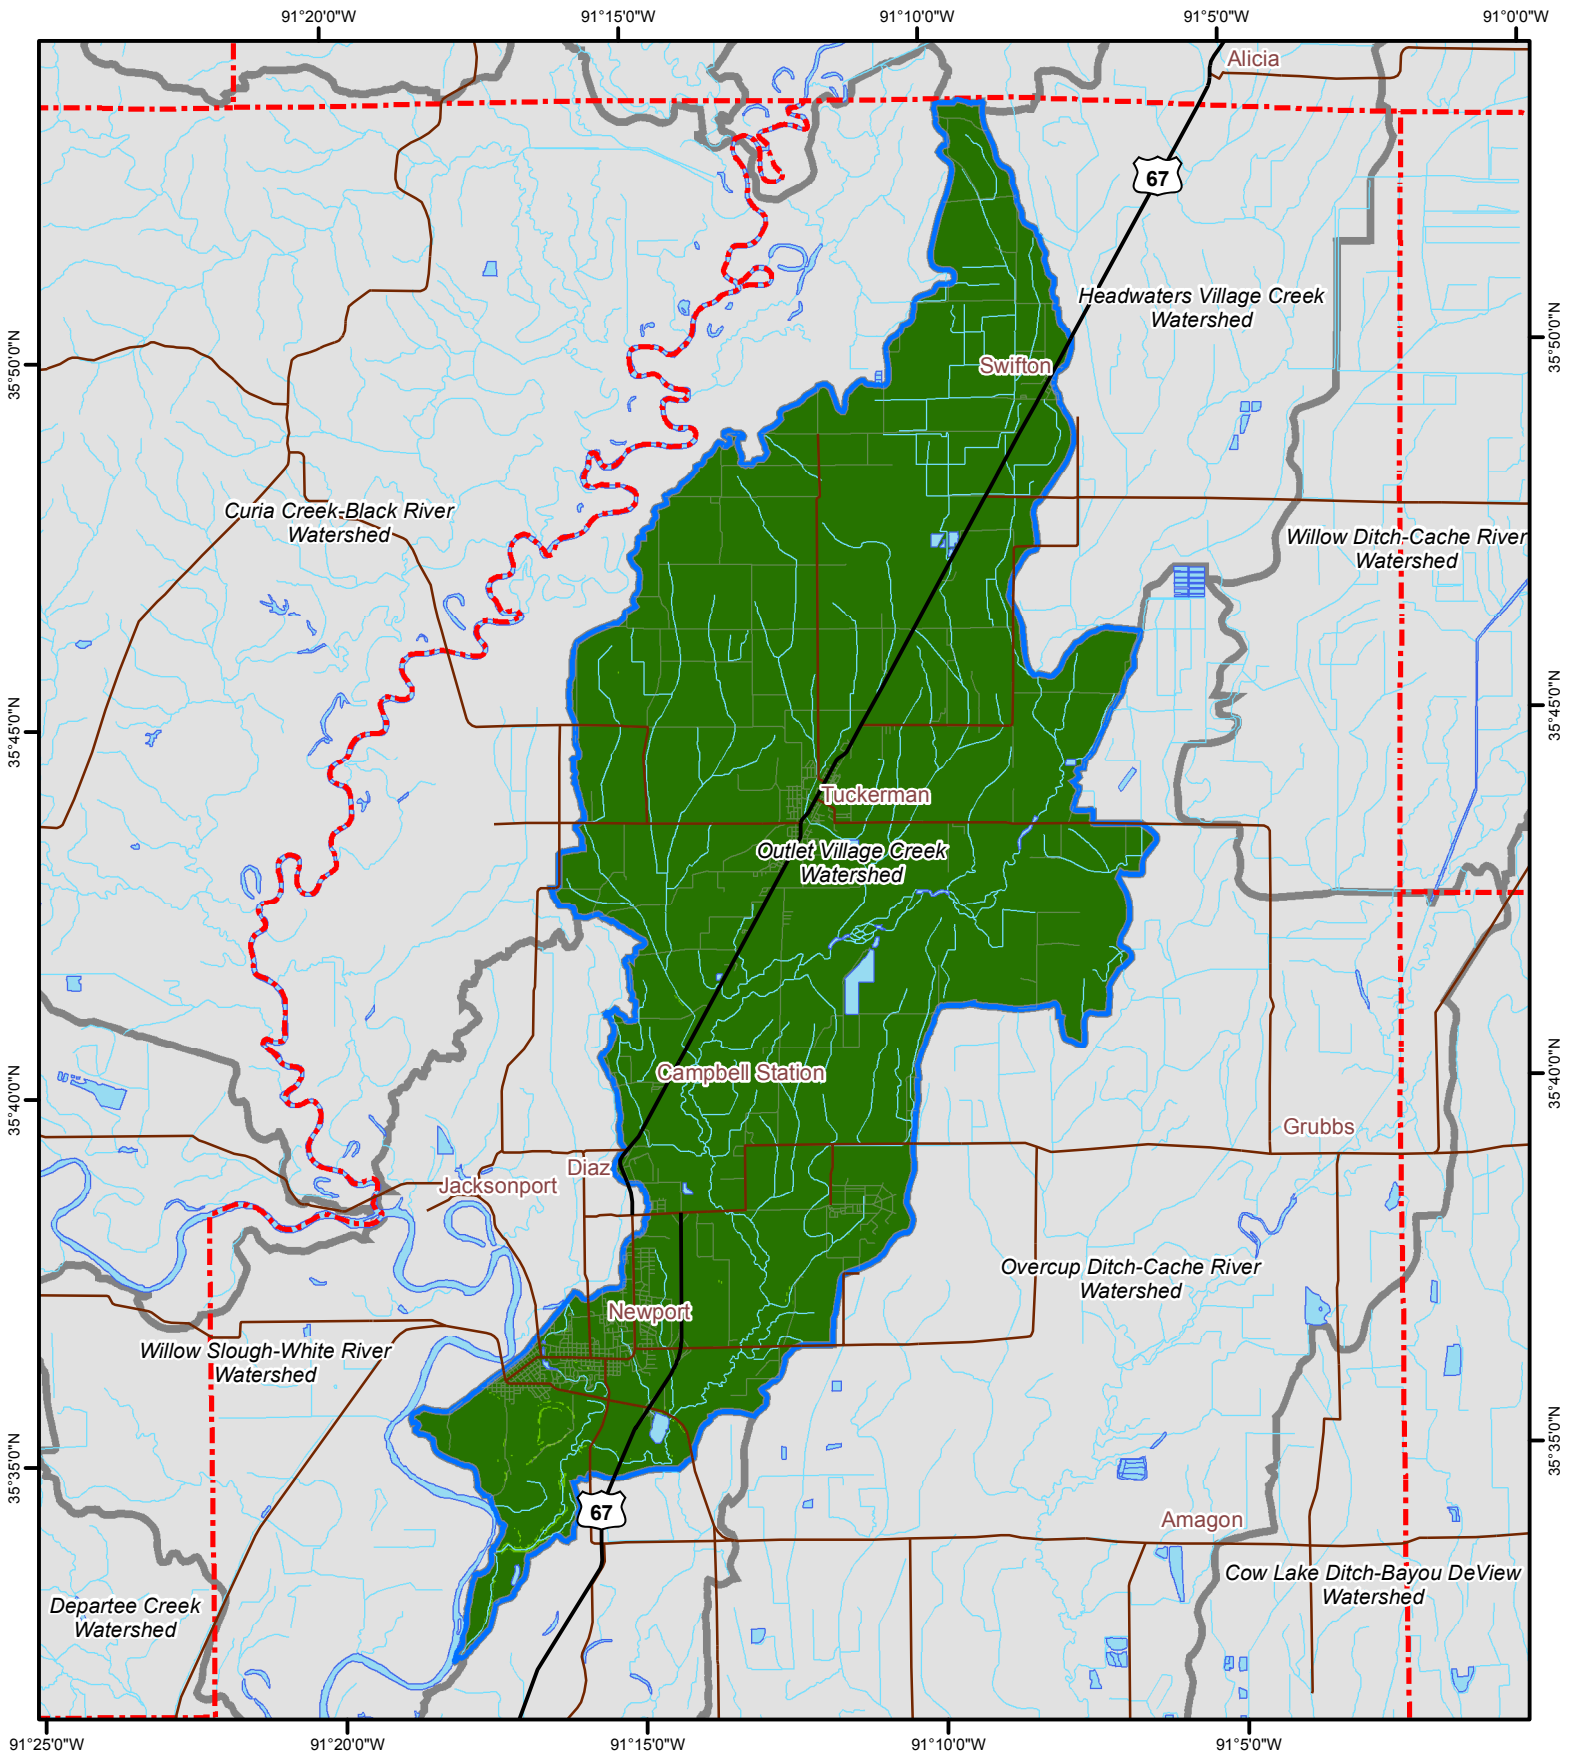 91°20'0"W
91°15'0"W
91°10'0"W
91°5'0"W
91°0'0"W
Alicia
67
Headwaters Village Creek
Watershed
35°50'0"N
35°50'0"N
Swifton
Curia Creek-Black River
Watershed
Willow Ditch-Cache River
Watershed
35°45'0"N
35°45'0"N
Tuckerman
Outlet Village Creek
Watershed
Campbell Station
35°40'0"N
35°40'0"N
Grubbs
Diaz
Jacksonport
Overcup Ditch-Cache River
Watershed
Newport
Willow Slough-White River
Watershed
35°35'0"N
35°35'0"N
67
Amagon
Cow Lake Ditch-Bayou DeView
Watershed
Departee Creek
Watershed
91°25'0"W
91°20'0"W
91°15'0"W
91°10'0"W
91°5'0"W